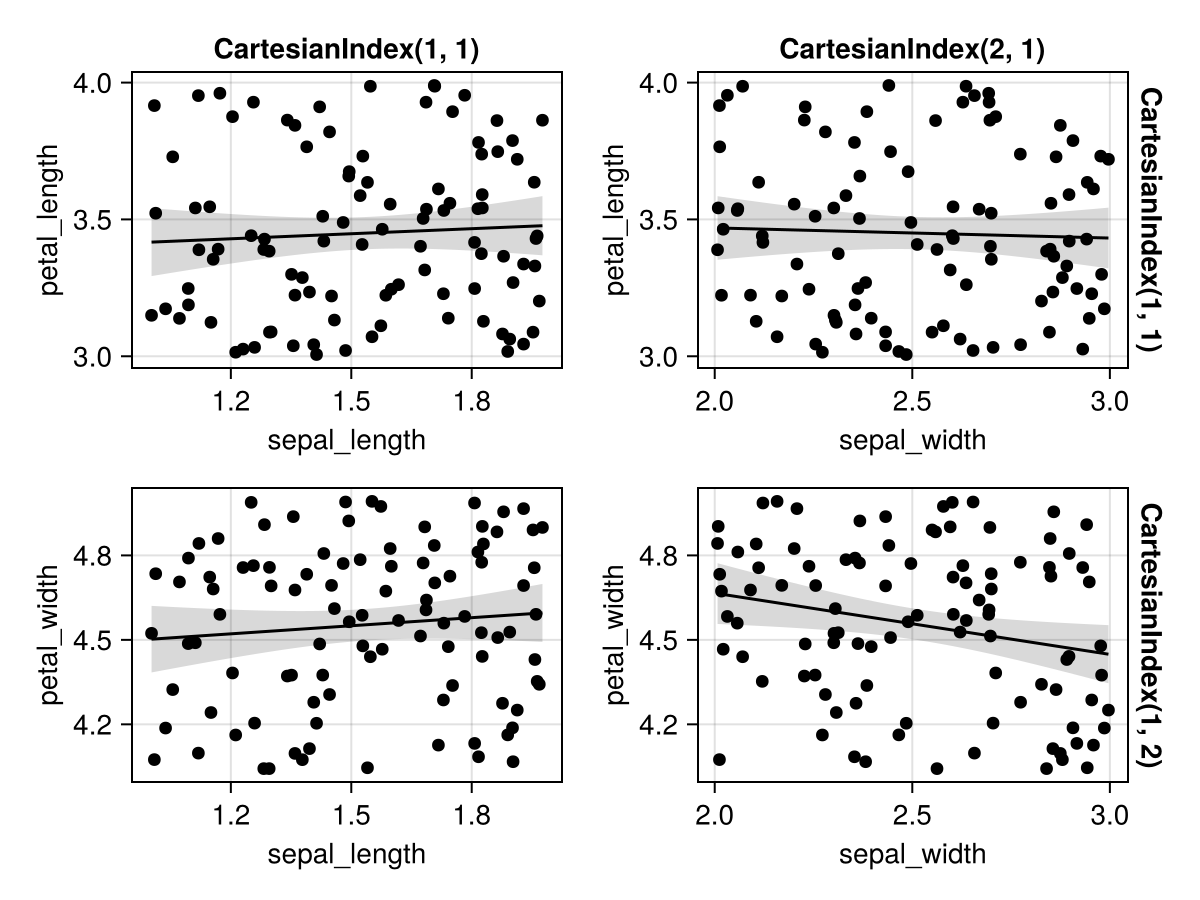 CartesianIndex(1, 1)
CartesianIndex(2, 1)
petal_length
4.0
3.5
3.0
1.2
1.5
1.8
sepal_length
petal_length
4.0
3.5
3.0
2.0
2.5
3.0
sepal_width
CartesianIndex(1, 1)
petal_width
4.8
4.5
4.2
1.2
1.5
1.8
sepal_length
petal_width
4.8
4.5
4.2
2.0
2.5
3.0
sepal_width
CartesianIndex(1, 2)